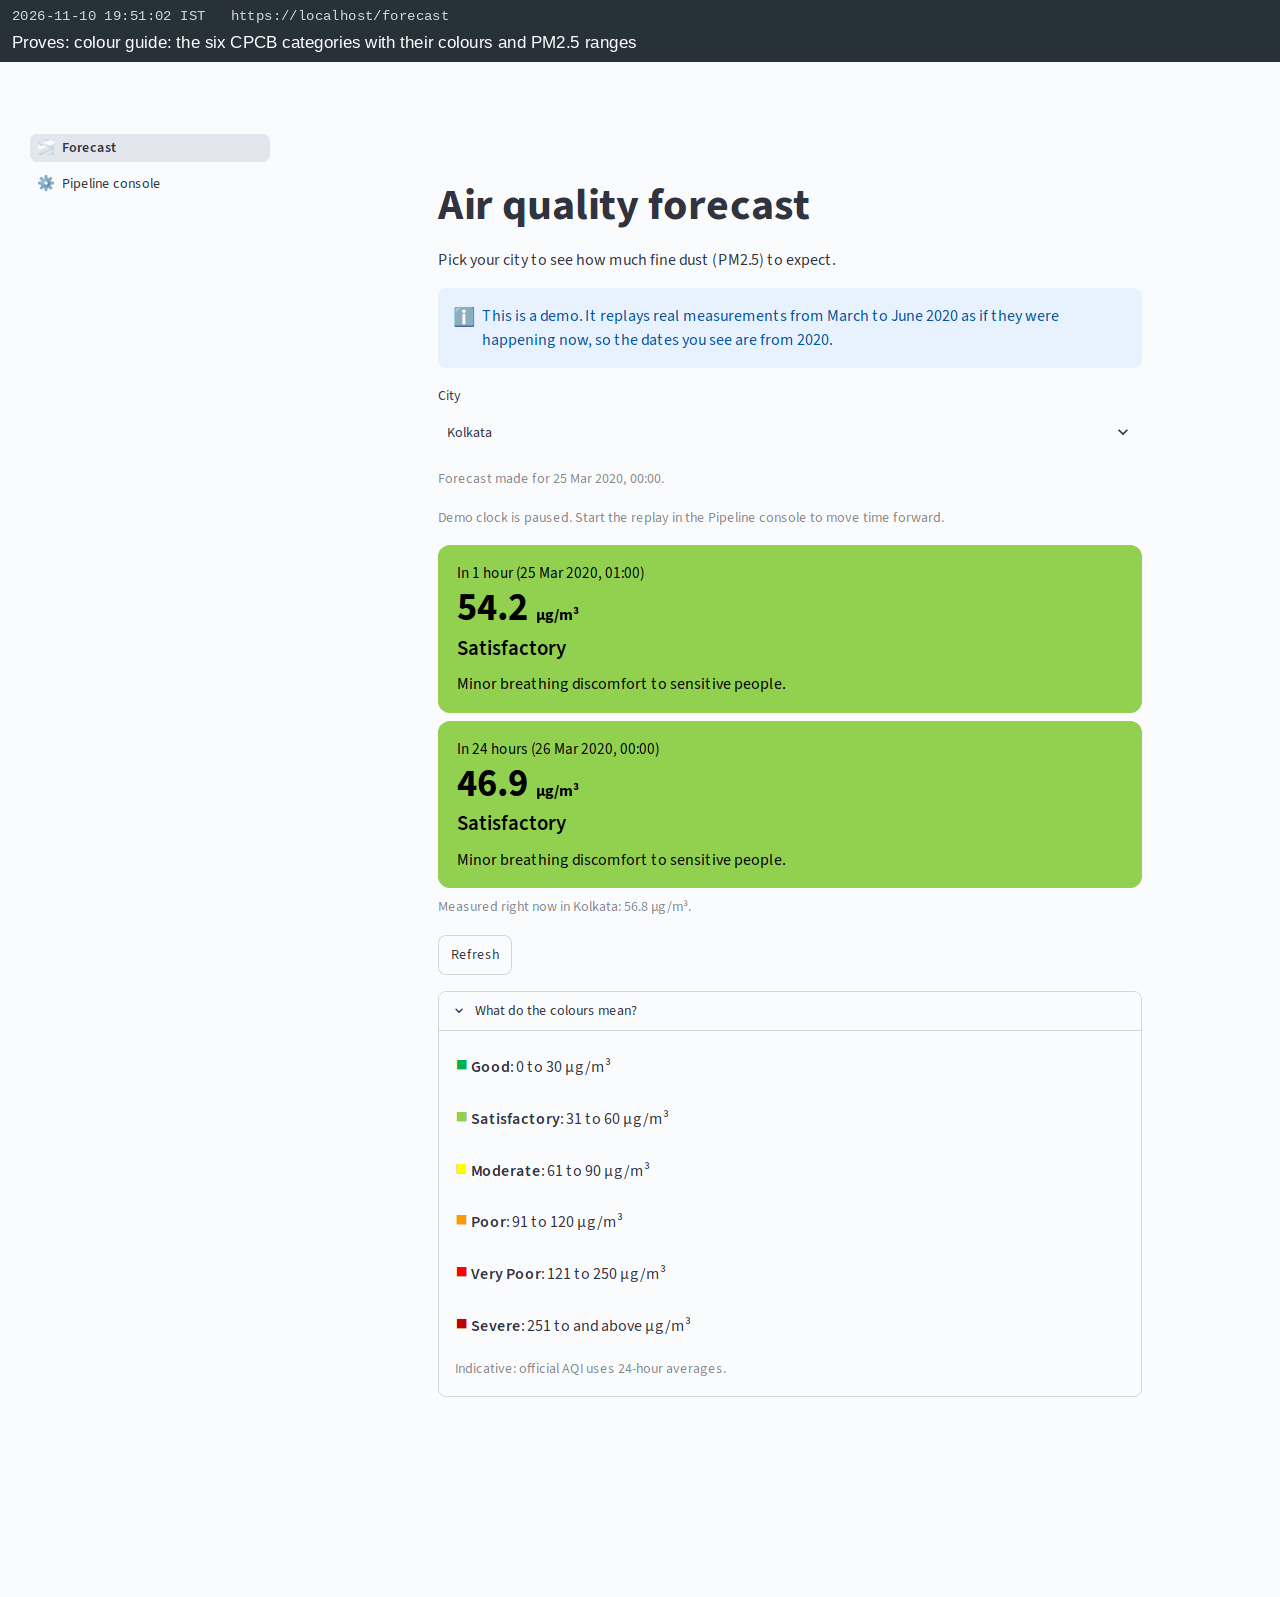 2026-11-10 19:51:02 IST https://localhost/forecast
Proves: colour guide: the six CPCB categories with their colours and PM2.5 ranges
Forecast
Pipeline console
Air quality forecast
Pick your city to see how much fine dust (PM2.5) to expect.
This is a demo. It replays real measurements from March to June 2020 as if they were
happening now, so the dates you see are from 2020.
City
Kolkata
Forecast made for 25 Mar 2020, 00:00.
Demo clock is paused. Start the replay in the Pipeline console to move time forward.
In 1 hour (25 Mar 2020, 01:00)
54.2 µg/m³
Satisfactory
Minor breathing discomfort to sensitive people.
In 24 hours (26 Mar 2020, 00:00)
46.9 µg/m³
Satisfactory
Minor breathing discomfort to sensitive people.
Measured right now in Kolkata: 56.8 µg/m³.
Refresh
What do the colours mean?
Good: 0 to 30 µg/m³
Satisfactory: 31 to 60 µg/m³
Moderate: 61 to 90 µg/m³
Poor: 91 to 120 µg/m³
Very Poor: 121 to 250 µg/m³
Severe: 251 to and above µg/m³
Indicative: official AQI uses 24-hour averages.